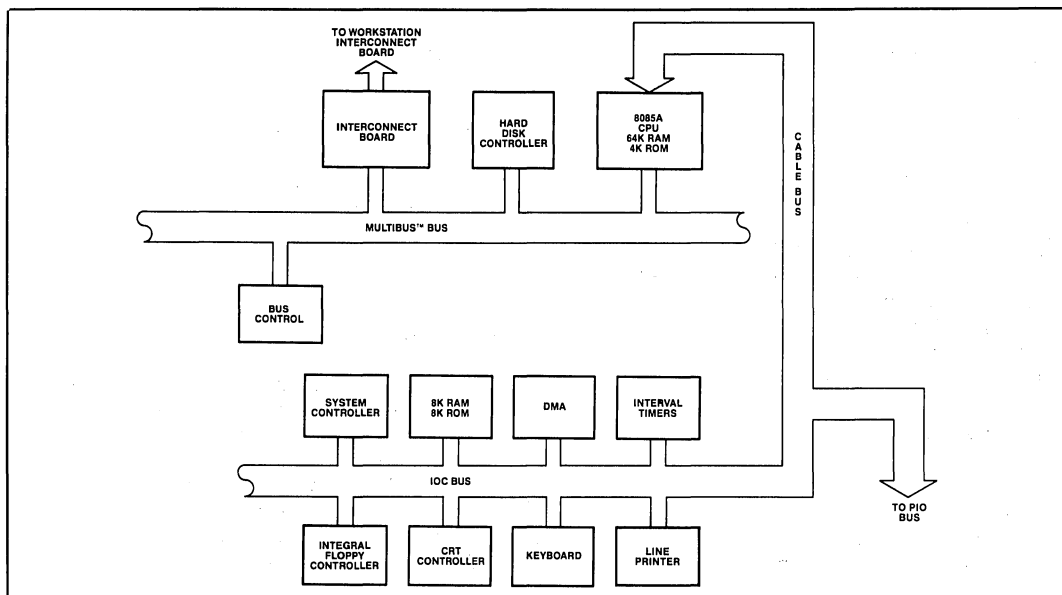 TO WORKSTATION
INTERCONNECT
BOARD
INTERCONNECT
BOARD
HARD
DISK
CONTROLLER
8085A
CPU
64K RAM
4K ROM
CABLE BUS
MULTIBUS™ BUS
BUS
CONTROL
SYSTEM
CONTROLLER
8K RAM
8K ROM
DMA
INTERVAL
TIMERS
IOC BUS
TO PIO
BUS
INTEGRAL
FLOPPY
CONTROLLER
CRT
CONTROLLER
KEYBOARD
LINE
PRINTER